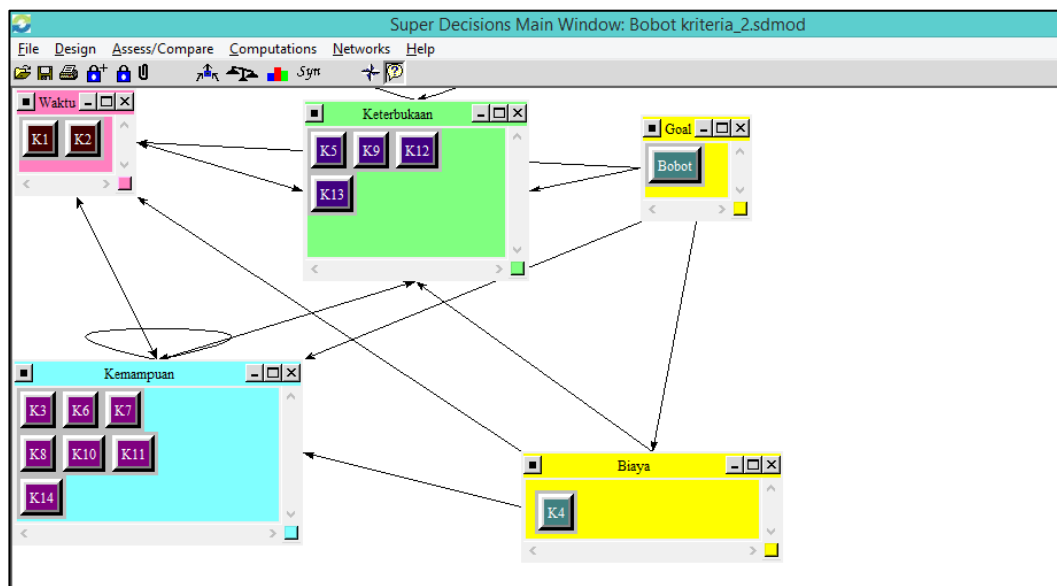 Super Decisions Main Window: Bobot kriteria_2.sdmod
File Design Assess/Compare Computations Networks Help
Syn
Waktu
K1 K2
Keterbukaan
K5 K9 K12
K13
Goal
Bobot
Kemampuan
K3 K6 K7
K8 K10 K11
K14
Biaya
K4